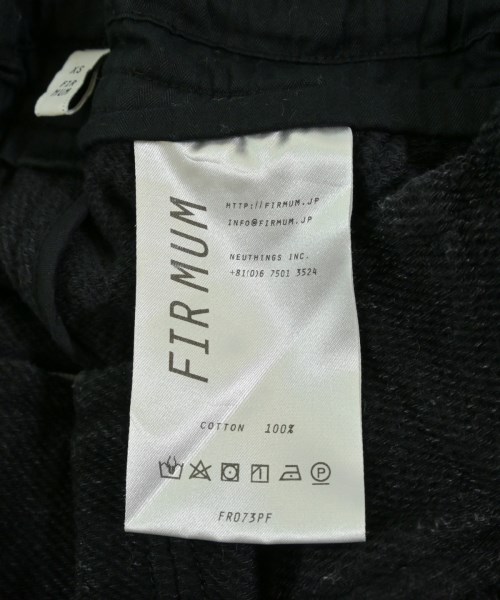 XS
FIR
MUM
FIRMUM
HTTP://FIRMUM.JP
INFO@FIRMUM.JP
NEUTHINGS INC.
+81(0)6 7501 3524
COTTON 100%
P
FR073PF